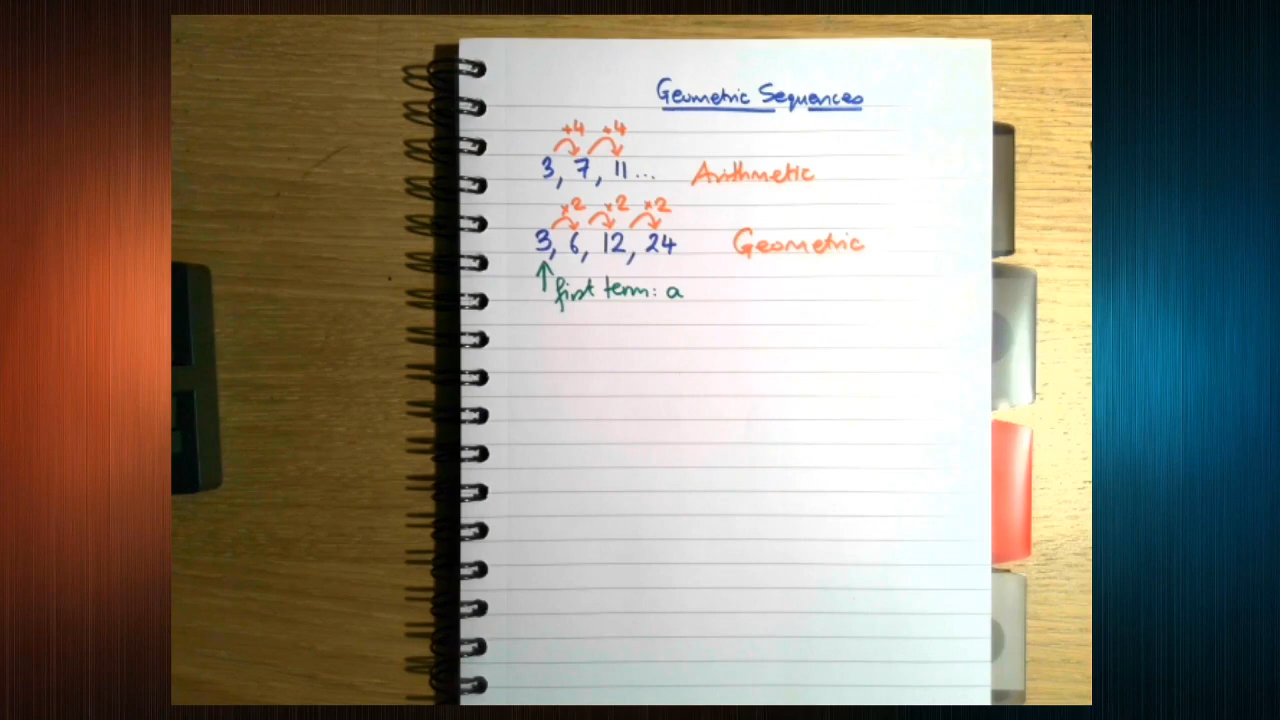 Geometric Sequences
+4 +4
3, 7, 11... Arithmetic
×2 ×2 ×2
3, 6, 12, 24 Geometric
↑ first term: a